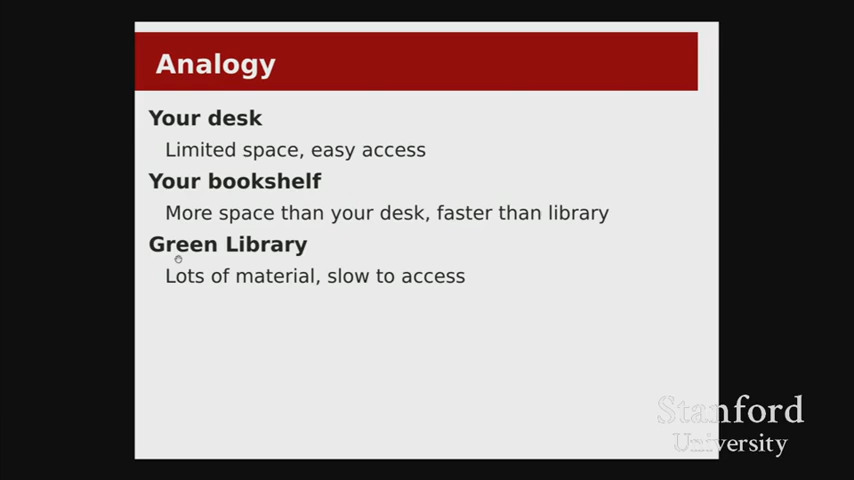 Analogy
Your desk
Limited space, easy access
Your bookshelf
More space than your desk, faster than library
Green Library
Lots of material, slow to access
Stanford
University